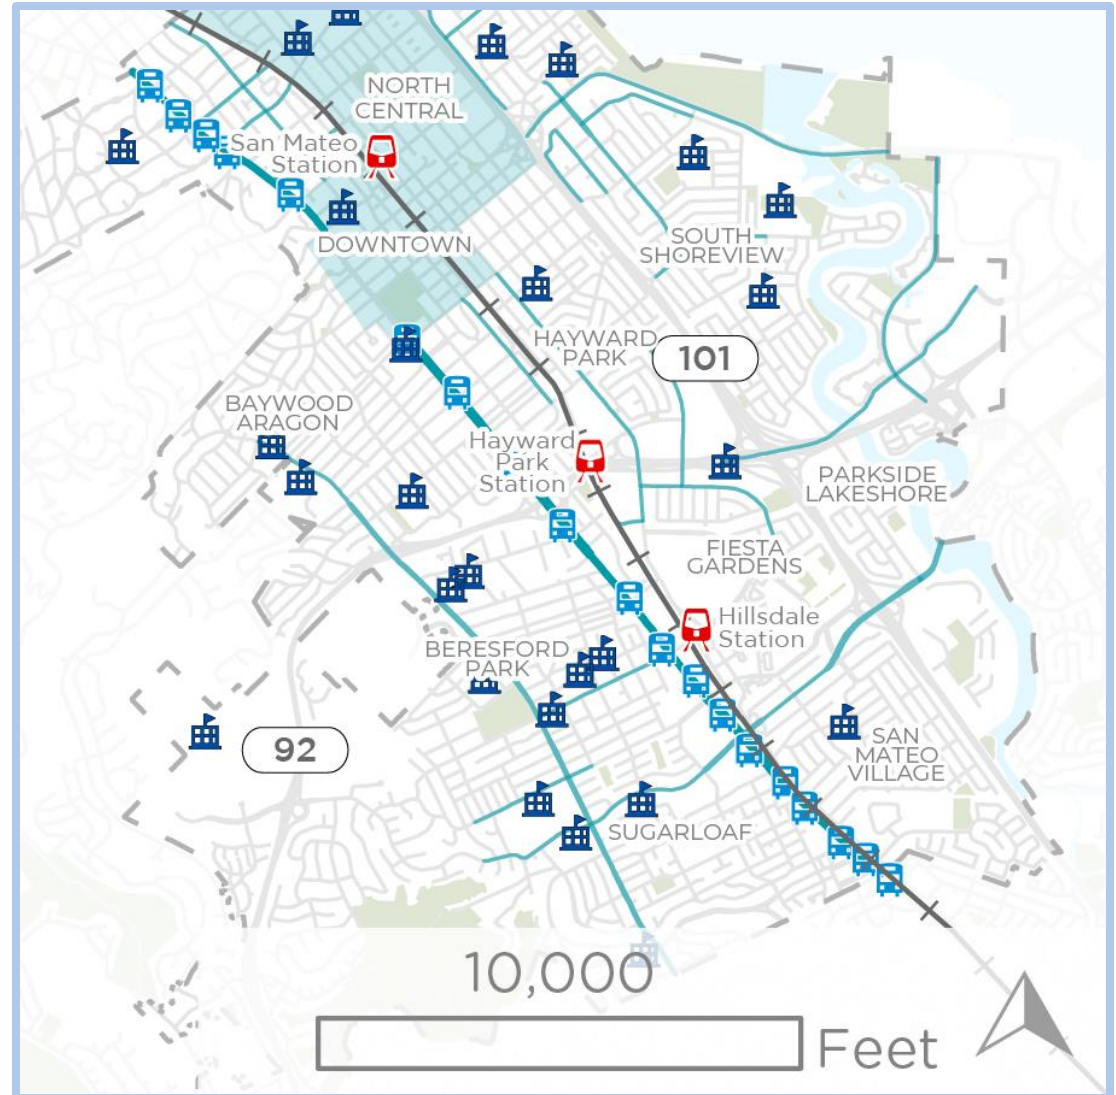 NORTH
CENTRAL
San Mateo
Station
DOWNTOWN
SOUTH
SHOREVIEW
HAYWARD
PARK
101
BAYWOOD
ARAGON
Hayward
Park
Station
PARKSIDE
LAKESHORE
FIESTA
GARDENS
Hillsdale
Station
BERESFORD
PARK
92
SAN
MATEO
VILLAGE
SUGARLOAF
10,000
Feet